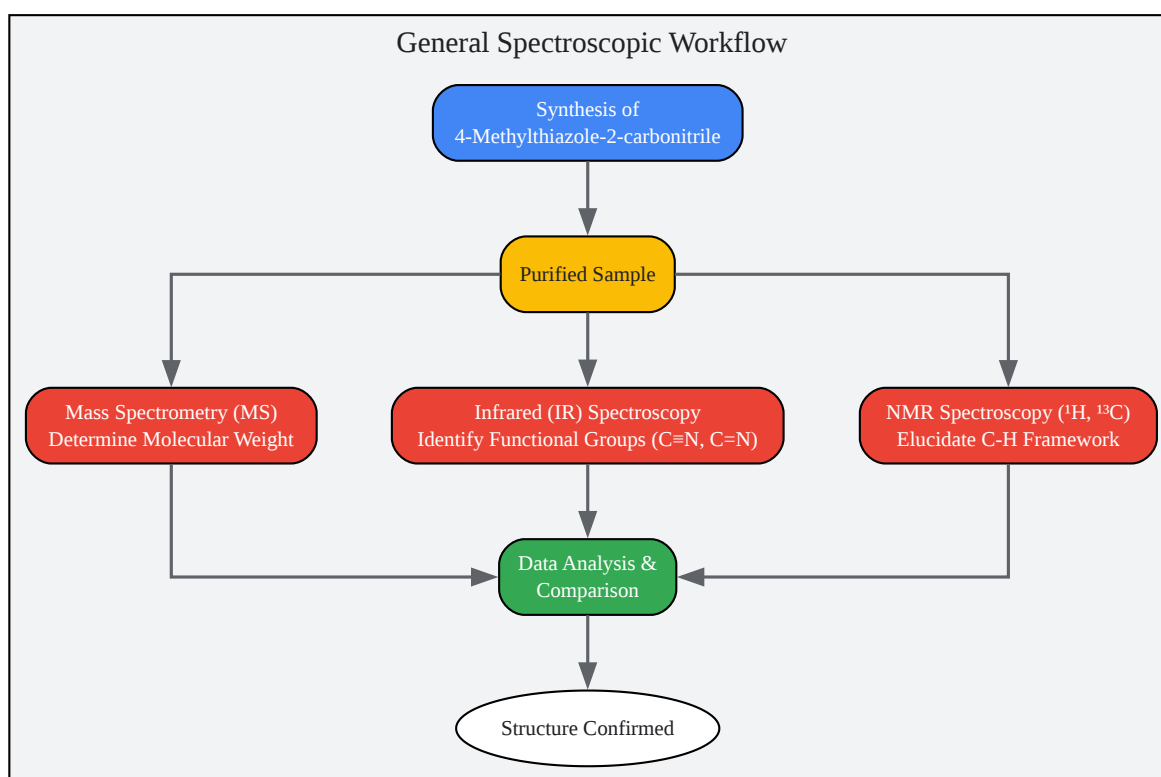 General Spectroscopic Workflow
Synthesis of
4-Methylthiazole-2-carbonitrile
Purified Sample
Mass Spectrometry (MS)
Determine Molecular Weight
Infrared (IR) Spectroscopy
Identify Functional Groups (C≡N, C=N)
NMR Spectroscopy (¹H, ¹³C)
Elucidate C-H Framework
Data Analysis &
Comparison
Structure Confirmed